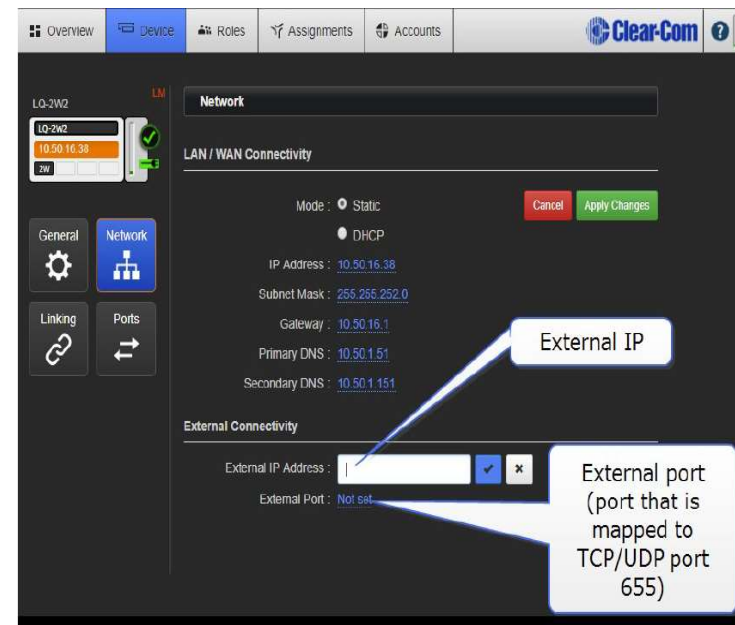 Overview
Device
Roles
Assignments
Accounts
Clear-Com
?
LQ-2W2
LM
LQ-2W2
10.50.16.38
2W
General
Network
Linking
Ports
Network
LAN / WAN Connectivity
Mode : Static
DHCP
Cancel
Apply Changes
IP Address : 10.50.16.38
Subnet Mask : 255.255.252.0
Gateway : 10.50.16.1
Primary DNS : 10.50.1.51
Secondary DNS : 10.50.1.151
External IP
External Connectivity
External IP Address :
External Port : Not set
External port
(port that is
mapped to
TCP/UDP port
655)